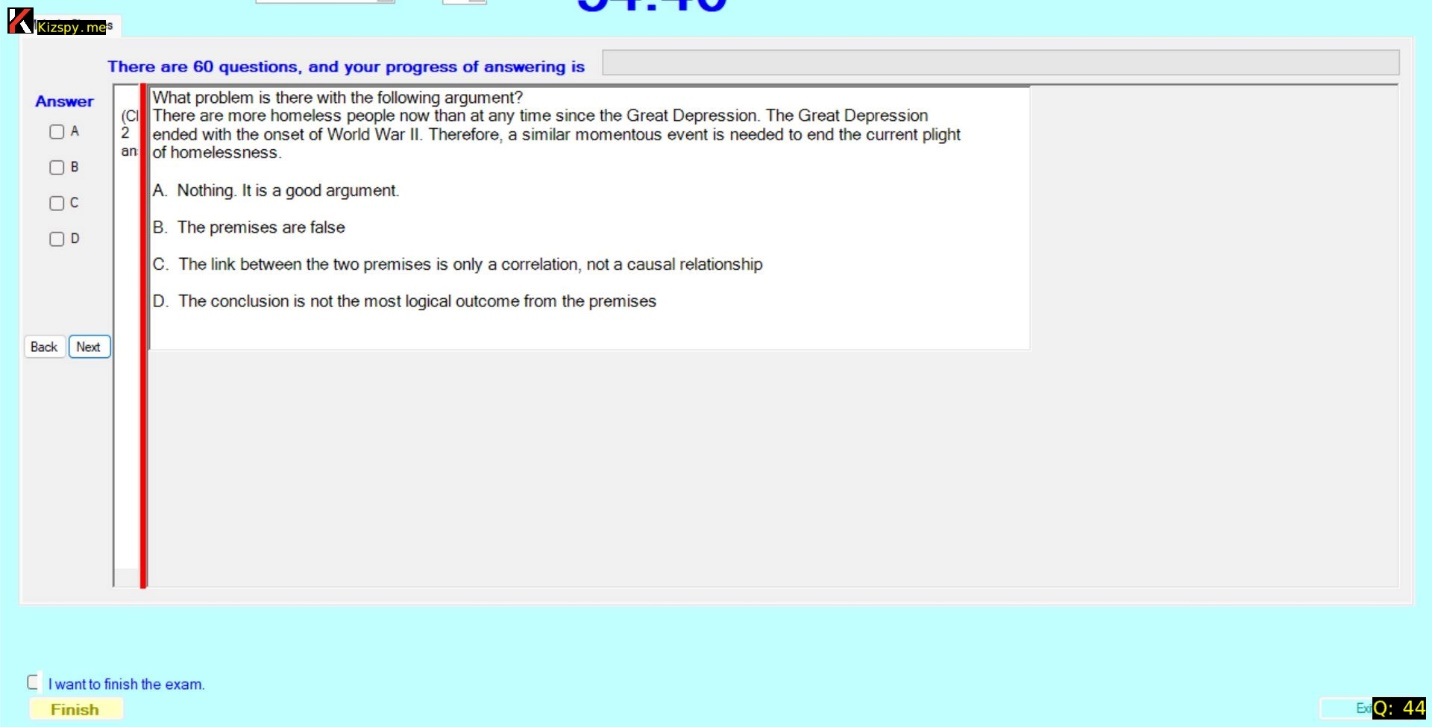 Kizspy.me
There are 60 questions, and your progress of answering is
Answer
A
B
C
D
Back Next
(Cl
2
an
What problem is there with the following argument?
There are more homeless people now than at any time since the Great Depression. The Great Depression
ended with the onset of World War II. Therefore, a similar momentous event is needed to end the current plight
of homelessness.
A. Nothing. It is a good argument.
B. The premises are false
C. The link between the two premises is only a correlation, not a causal relationship
D. The conclusion is not the most logical outcome from the premises
I want to finish the exam.
Finish
Q: 44